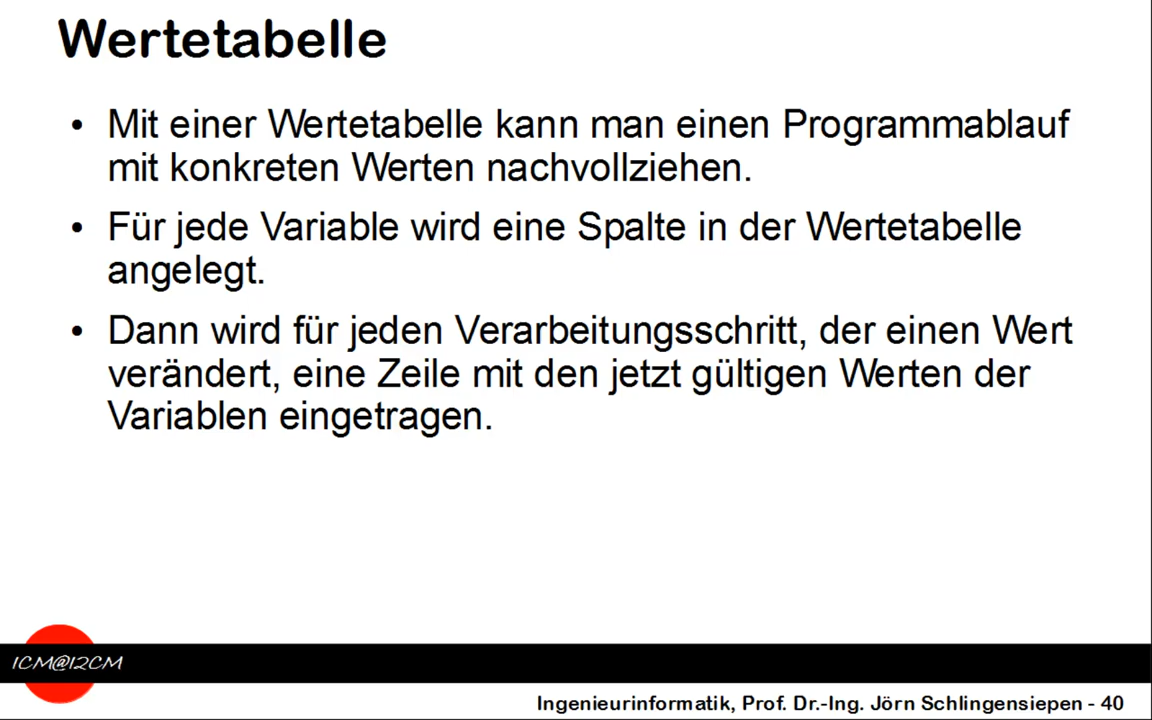 Wertetabelle
• Mit einer Wertetabelle kann man einen Programmablauf
mit konkreten Werten nachvollziehen.
• Für jede Variable wird eine Spalte in der Wertetabelle
angelegt.
• Dann wird für jeden Verarbeitungsschritt, der einen Wert
verändert, eine Zeile mit den jetzt gültigen Werten der
Variablen eingetragen.
1CM@12CM
Ingenieurinformatik, Prof. Dr.-Ing. Jörn Schlingensiepen - 40